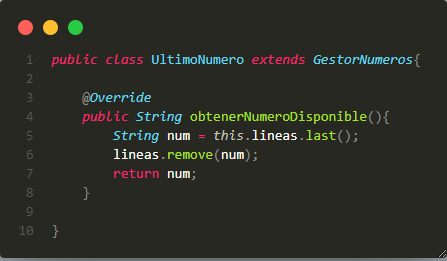 1 public class UltimoNumero extends GestorNumeros{
2
3 @Override
4 public String obtenerNumeroDisponible(){
5 String num = this.lineas.last();
6 lineas.remove(num);
7 return num;
8 }
9
10 }